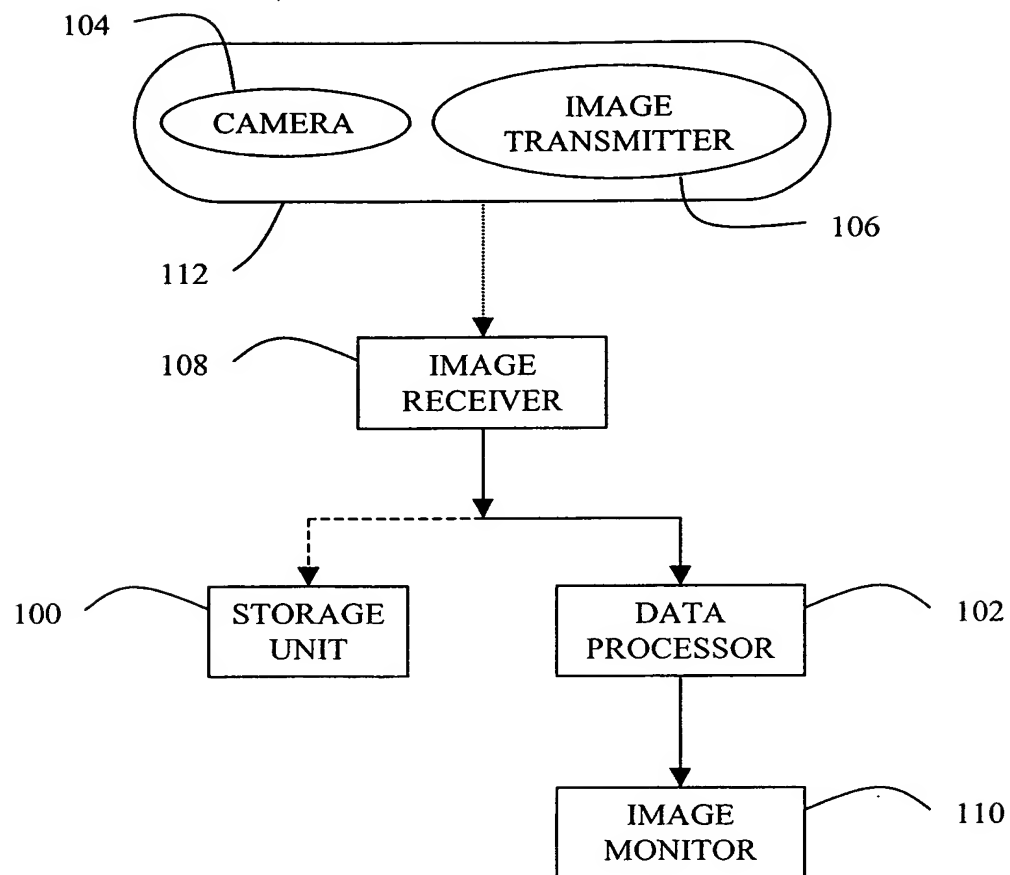 104
CAMERA
IMAGE
TRANSMITTER
106
112
108
IMAGE
RECEIVER
100
STORAGE
UNIT
DATA
PROCESSOR
102
IMAGE
MONITOR
110